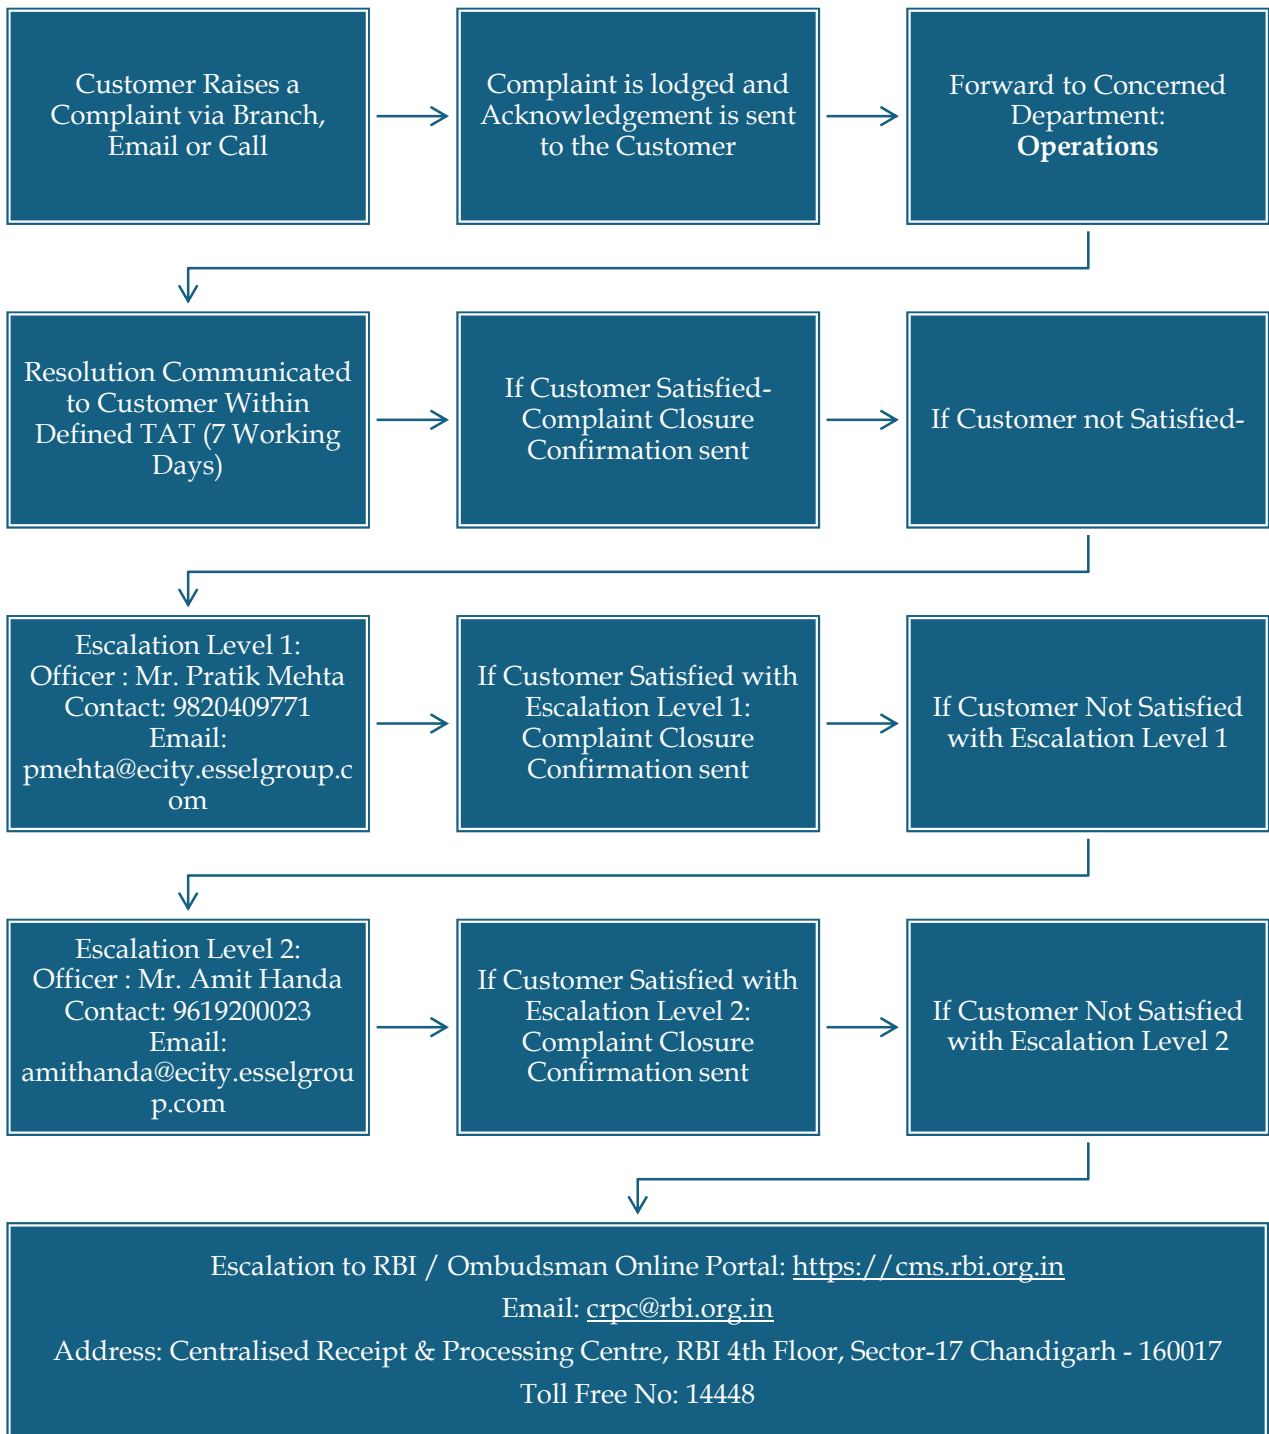 Customer Raises a
Complaint via Branch,
Email or Call
Complaint is lodged and
Acknowledgement is sent
to the Customer
Forward to Concerned
Department:
Operations
Resolution Communicated
to Customer Within
Defined TAT (7 Working
Days)
If Customer Satisfied-
Complaint Closure
Confirmation sent
If Customer not Satisfied-
Escalation Level 1:
Officer : Mr. Pratik Mehta
Contact: 9820409771
Email:
pmehta@ecity.esselgroup.c
om
If Customer Satisfied with
Escalation Level 1:
Complaint Closure
Confirmation sent
If Customer Not Satisfied
with Escalation Level 1
Escalation Level 2:
Officer : Mr. Amit Handa
Contact: 9619200023
Email:
amithanda@ecity.esselgrou
p.com
If Customer Satisfied with
Escalation Level 2:
Complaint Closure
Confirmation sent
If Customer Not Satisfied
with Escalation Level 2
Escalation to RBI / Ombudsman Online Portal: https://cms.rbi.org.in
Email: crpc@rbi.org.in
Address: Centralised Receipt & Processing Centre, RBI 4th Floor, Sector-17 Chandigarh - 160017
Toll Free No: 14448